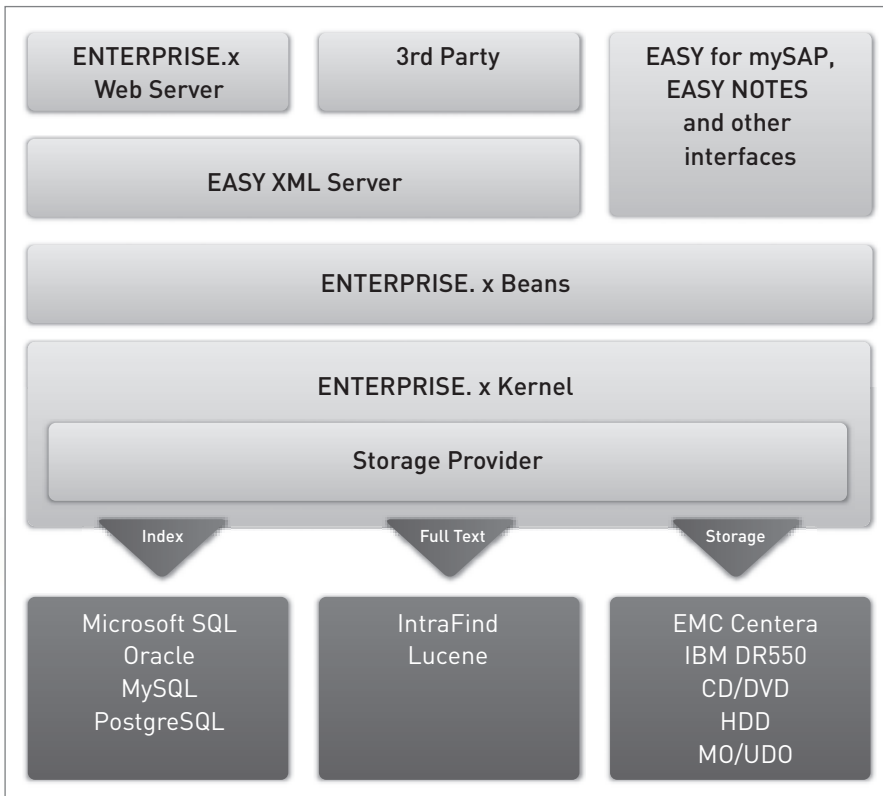 ENTERPRISE.x
Web Server
3rd Party
EASY for mySAP,
EASY NOTES
and other
interfaces
EASY XML Server
ENTERPRISE. x Beans
ENTERPRISE. x Kernel
Storage Provider
Index
Full Text
Storage
Microsoft SQL
Oracle
MySQL
PostgreSQL
IntraFind
Lucene
EMC Centera
IBM DR550
CD/DVD
HDD
MO/UDO